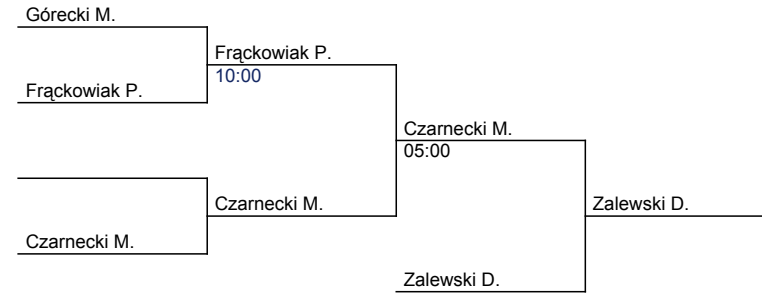 Górecki M.
Frąckowiak P.
10:00
Frąckowiak P.
Czarnecki M.
05:00
Czarnecki M.
Zalewski D.
Czarnecki M.
Zalewski D.